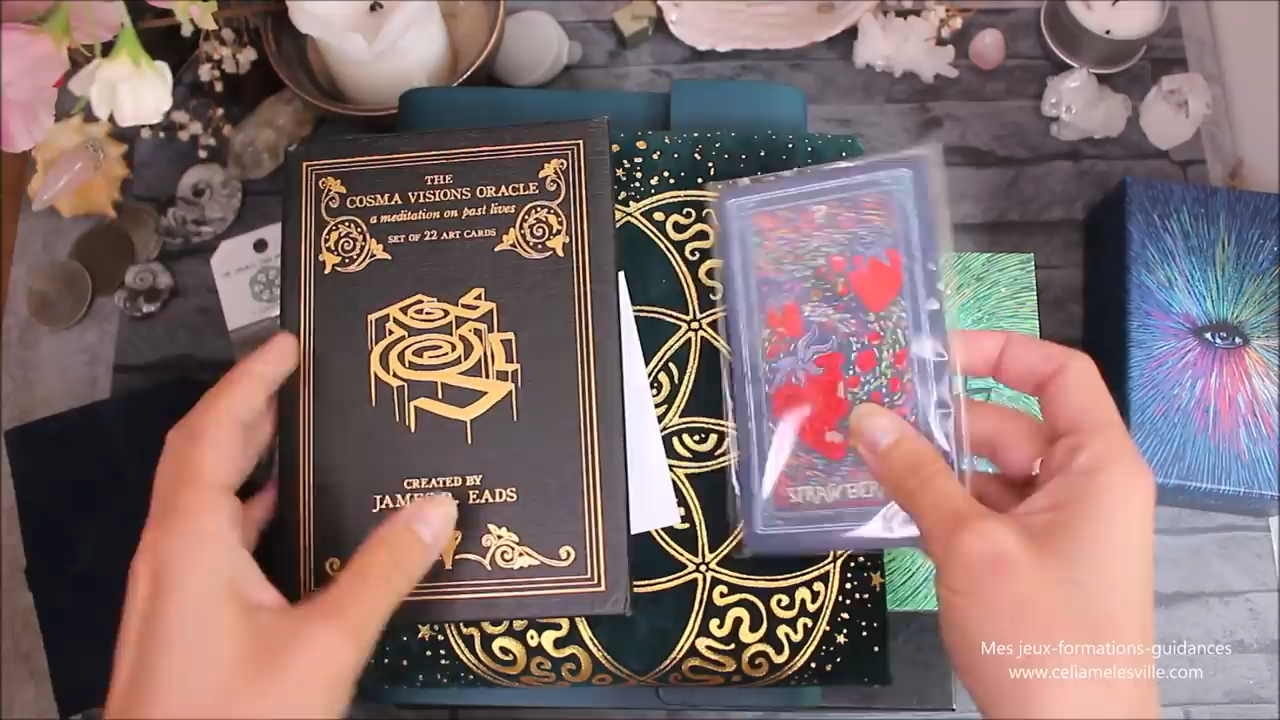 THE
COSMA VISIONS ORACLE
a meditation on past lives
SET OF 22 ART CARDS
CREATED BY
EADS
Mes jeux-formations-guidances
www.celiamelesville.com